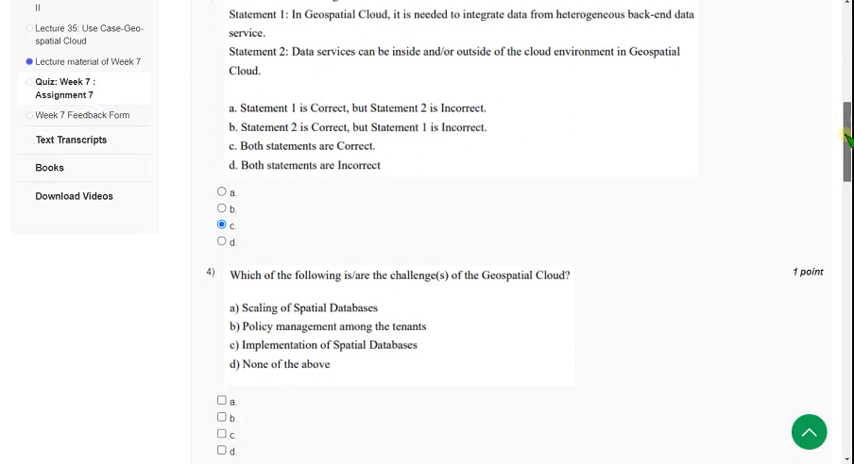 II
Lecture 35: Use Case-Geo-
spatial Cloud
Lecture material of Week 7
Quiz: Week 7 :
Assignment 7
Week 7 Feedback Form
Text Transcripts
Books
Download Videos
Statement 1: In Geospatial Cloud, it is needed to integrate data from heterogeneous back-end data
service.
Statement 2: Data services can be inside and/or outside of the cloud environment in Geospatial
Cloud.
a. Statement 1 is Correct, but Statement 2 is Incorrect.
b. Statement 2 is Correct, but Statement 1 is Incorrect.
c. Both statements are Correct.
d. Both statements are Incorrect
a.
b.
c.
d.
4) Which of the following is/are the challenge(s) of the Geospatial Cloud? 1 point
a) Scaling of Spatial Databases
b) Policy management among the tenants
c) Implementation of Spatial Databases
d) None of the above
a.
b.
c.
d.